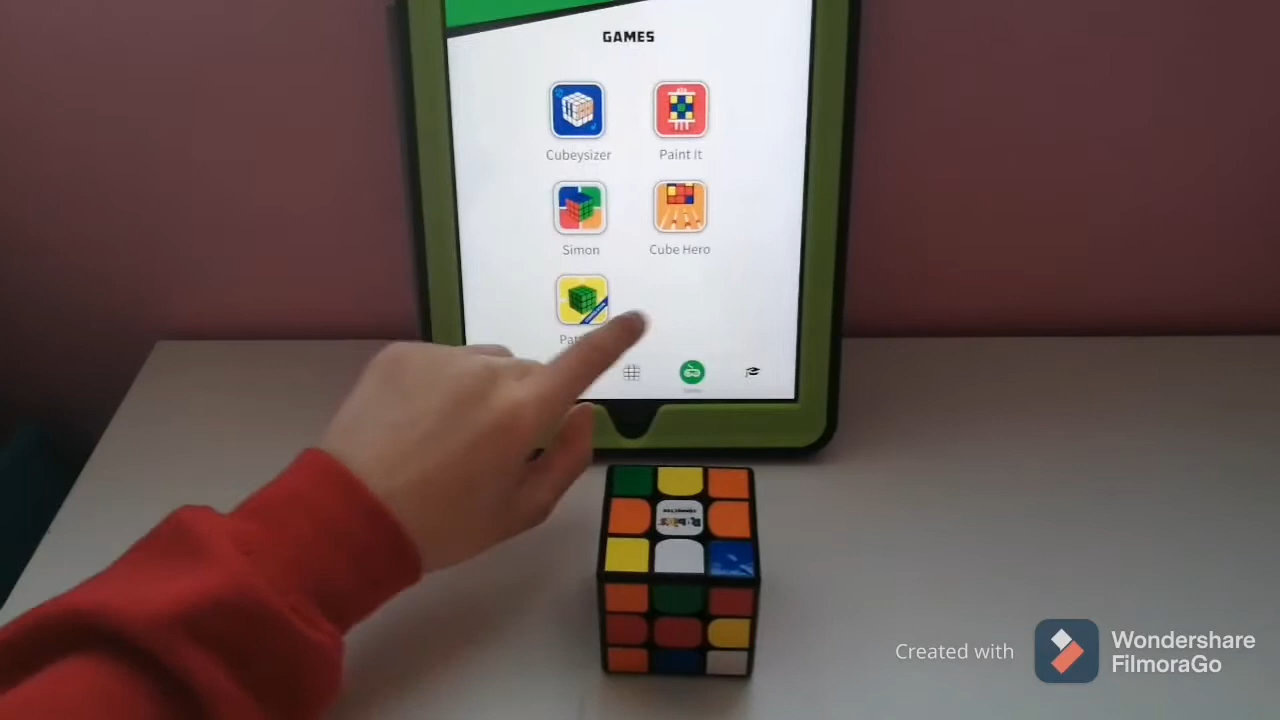 GAMES
Cubeysizer
Paint It
Simon
Cube Hero
Created with
Wondershare
FilmoraGo